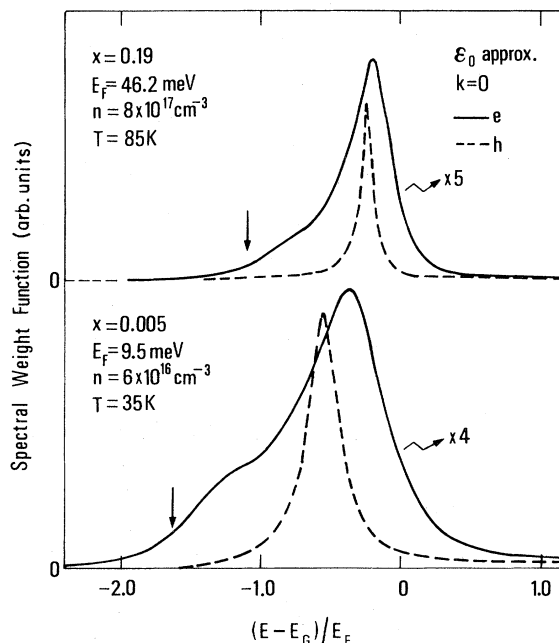 x = 0.19
E_F = 46.2 meV
n = 8x10^17 cm^-3
T = 85K
ε_0 approx.
k=0
e
h
x5
0
x = 0.005
E_F = 9.5 meV
n = 6x10^16 cm^-3
T = 35K
x4
0
-2.0 -1.0 0 1.0
(E-E_G)/E_F
Spectral Weight Function (arb. units)